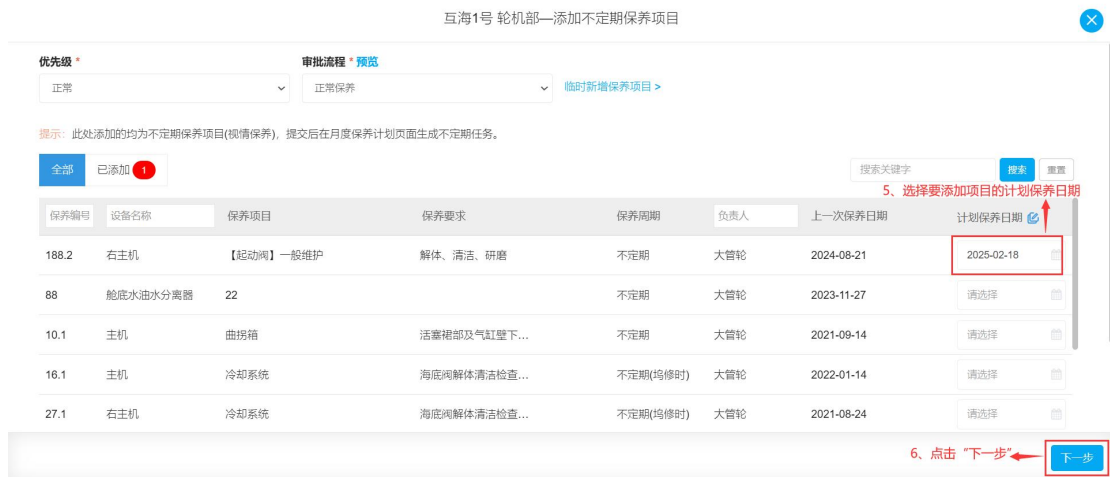 互海1号 轮机部—添加不定期保养项目
优先级 * 审批流程 * 预览
正常 正常保养 临时新增保养项目 >
提示: 此处添加的均为不定期保养项目(视情保养), 提交后在月度保养计划页面生成不定期任务。
全部 已添加 1 搜索关键字 搜索 重置
5、选择要添加项目的计划保养日期
保养编号 设备名称 保养项目 保养要求 保养周期 负责人 上一次保养日期 计划保养日期
188.2 右主机 【起动阀】一般维护 解体、清洁、研磨 不定期 大管轮 2024-08-21 2025-02-18
88 舱底水油水分离器 22 不定期 大管轮 2023-11-27 请选择
10.1 主机 曲拐箱 活塞裙部及气缸壁下... 不定期 大管轮 2021-09-14 请选择
16.1 主机 冷却系统 海底阀解体清洁检查... 不定期(坞修时) 大管轮 2022-01-14 请选择
27.1 右主机 冷却系统 海底阀解体清洁检查... 不定期(坞修时) 大管轮 2021-08-24 请选择
6、点击“下一步” 下一步